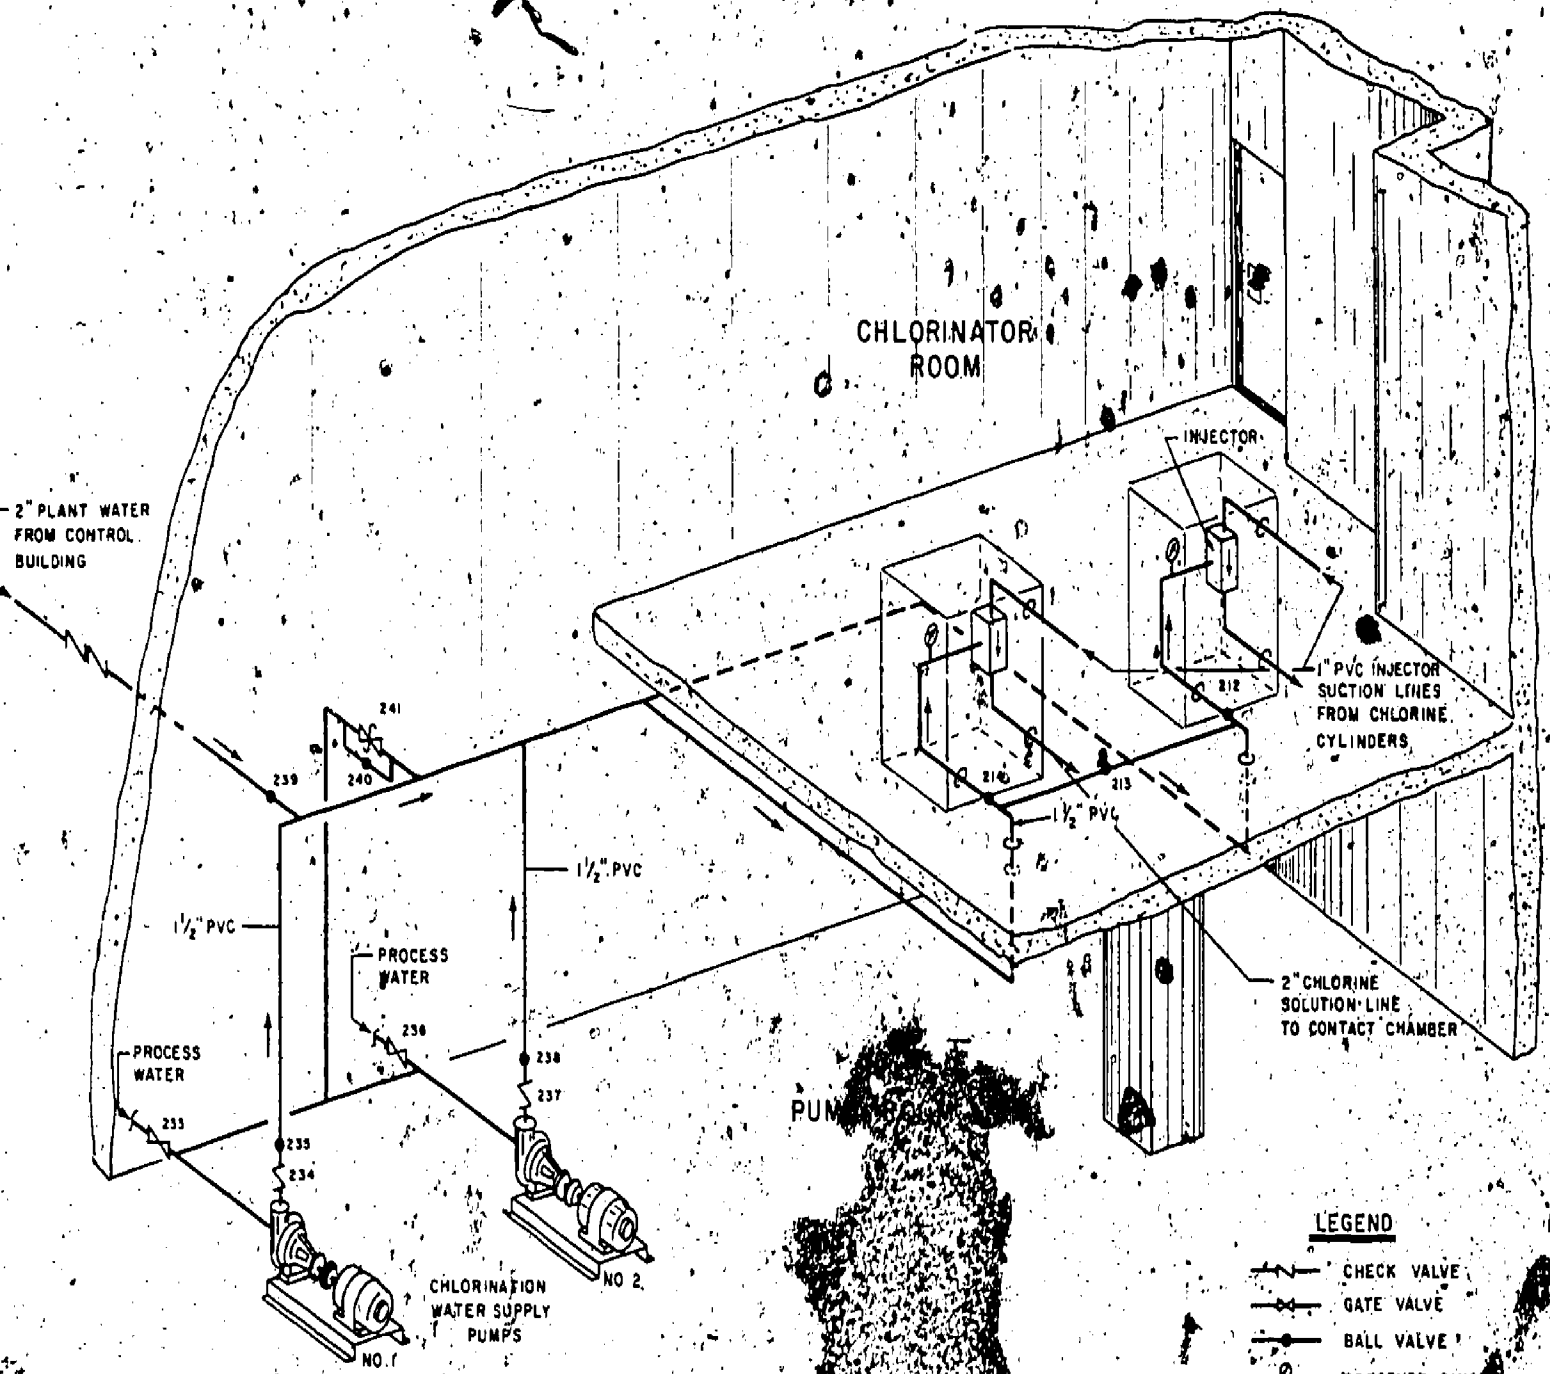 CHLORINATOR
ROOM
INJECTOR
2" PLANT WATER
FROM CONTROL
BUILDING
241
240
239
212
1" PVC INJECTOR
SUCTION LINES
FROM CHLORINE
CYLINDERS
214
213
1½" PVC
1½" PVC
1½" PVC
PROCESS
WATER
236
238
237
2" CHLORINE
SOLUTION LINE
TO CONTACT CHAMBER
PROCESS
WATER
235
234
NO 2
CHLORINATION
WATER SUPPLY
PUMPS
NO. 1
LEGEND
CHECK VALVE
GATE VALVE
BALL VALVE